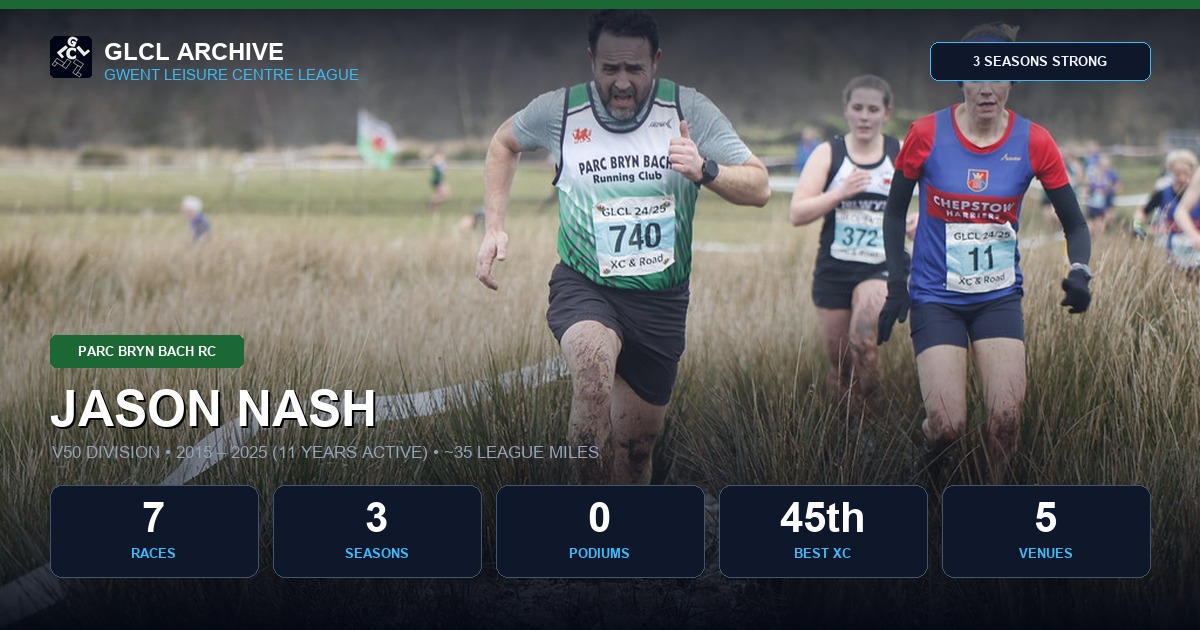 GLCL ARCHIVE
GWENT LEISURE CENTRE LEAGUE
3 SEASONS STRONG
PARC BRYN BACH
Running Club
GLCL 24/25
740
XC & Road
372
CHEPSTOW
HARRIERS
GLCL 24/25
11
XC & Road
PARC BRYN BACH RC
JASON NASH
V50 DIVISION • 2015 – 2025 (11 YEARS ACTIVE) • ~35 LEAGUE MILES
7
RACES
3
SEASONS
0
PODIUMS
45th
BEST XC
5
VENUES